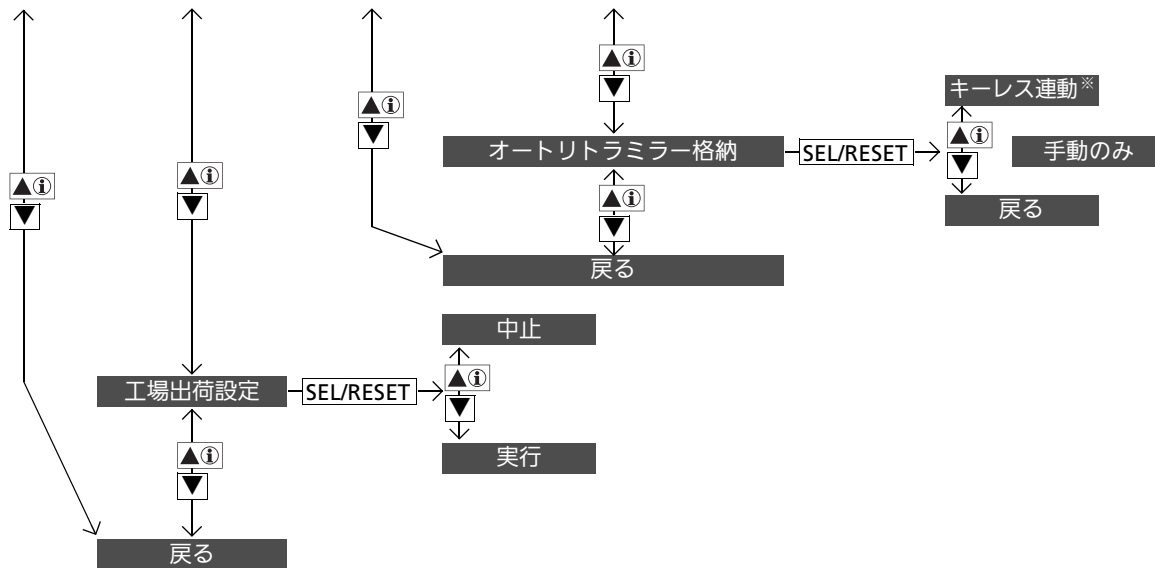 キーレス連動※
オートリトラミラー格納
SEL/RESET
手動のみ
戻る
戻る
中止
工場出荷設定
SEL/RESET
実行
戻る